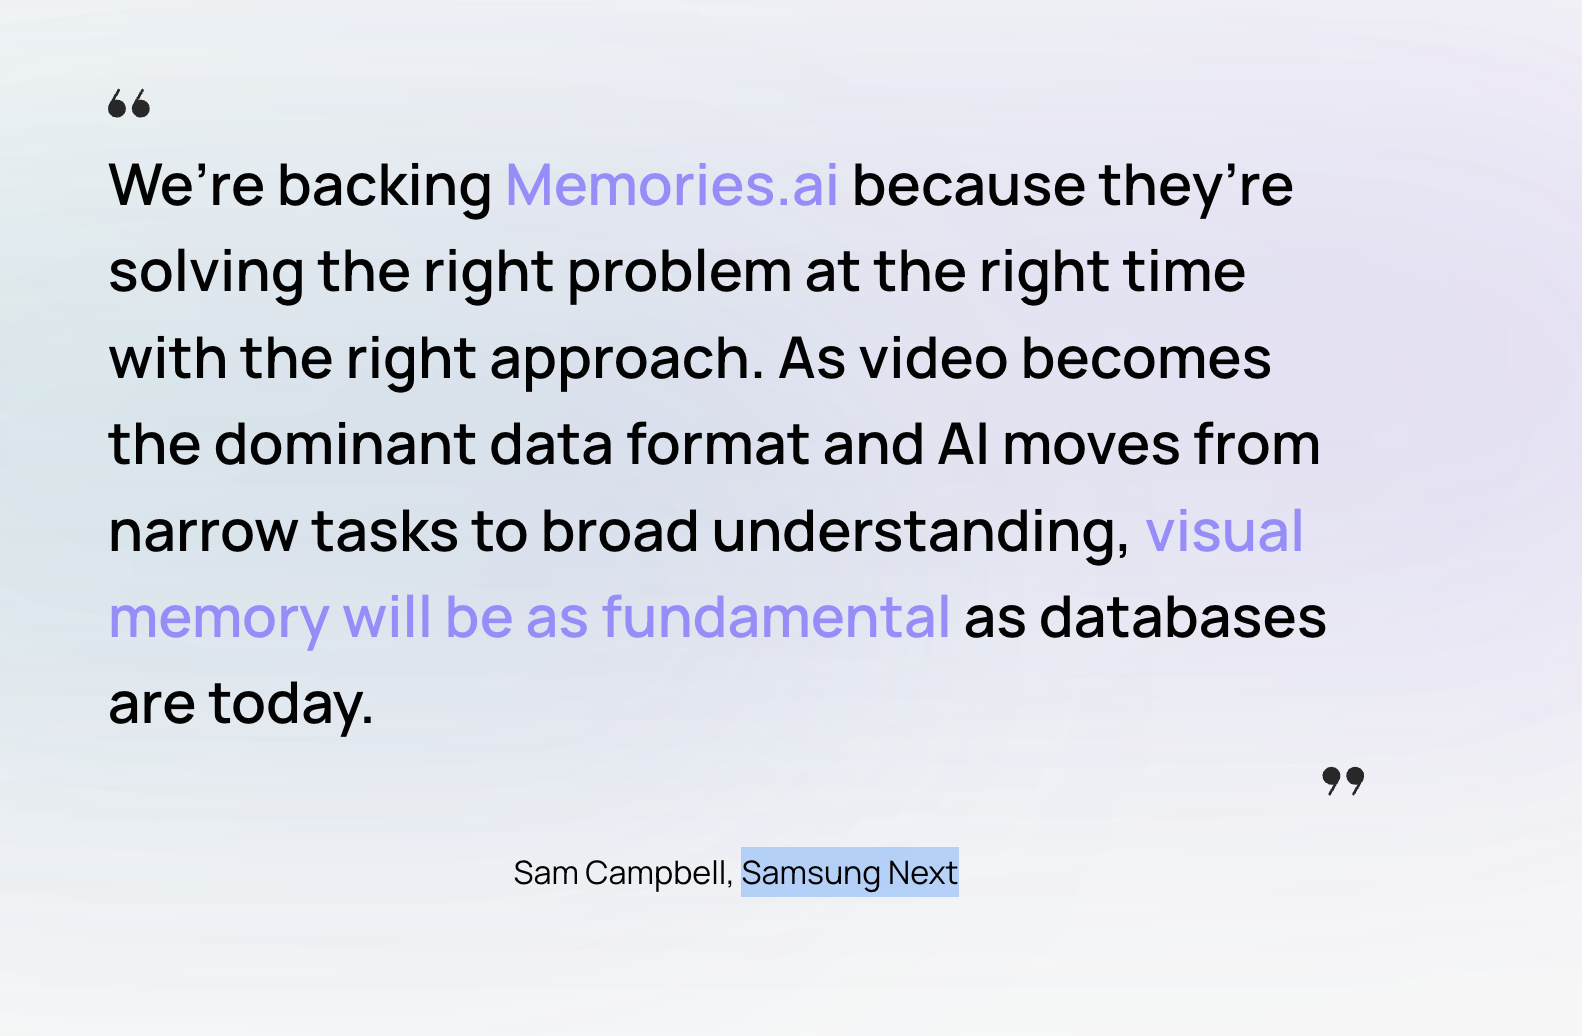 “
We’re backing Memories.ai because they’re
solving the right problem at the right time
with the right approach. As video becomes
the dominant data format and AI moves from
narrow tasks to broad understanding, visual
memory will be as fundamental as databases
are today.
”
Sam Campbell, Samsung Next